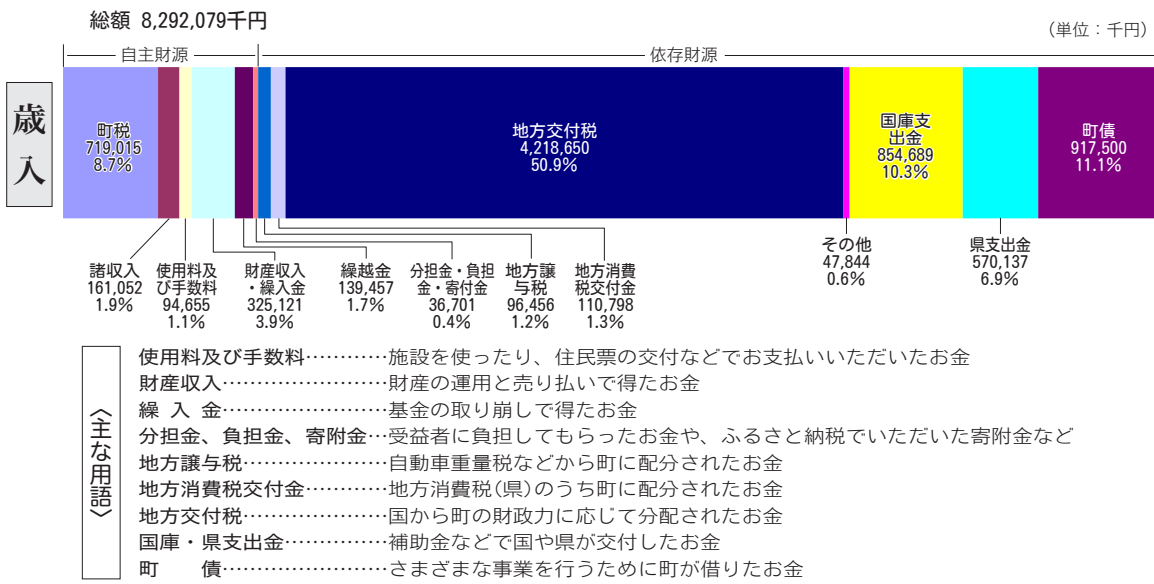 総額 8,292,079千円
(単位：千円)
自主財源
依存財源
歳入
町税
719,015
8.7%
地方交付税
4,218,650
50.9%
国庫支
出金
854,689
10.3%
町債
917,500
11.1%
諸収入
161,052
1.9%
使用料及
び手数料
94,655
1.1%
財産収入
・繰入金
325,121
3.9%
繰越金
139,457
1.7%
分担金・負担
金・寄付金
36,701
0.4%
地方譲
与税
96,456
1.2%
地方消費
税交付金
110,798
1.3%
その他
47,844
0.6%
県支出金
570,137
6.9%
〈主な用語〉
使用料及び手数料…………施設を使ったり、住民票の交付などでお支払いいただいたお金
財産収入…………………財産の運用と売り払いで得たお金
繰入金…………………基金の取り崩しで得たお金
分担金、負担金、寄附金…受益者に負担してもらったお金や、ふるさと納税でいただいた寄附金など
地方譲与税………………自動車重量税などから町に配分されたお金
地方消費税交付金…………地方消費税(県)のうち町に配分されたお金
地方交付税………………国から町の財政力に応じて分配されたお金
国庫・県支出金……………補助金などで国や県が交付したお金
町債…………………さまざまな事業を行うために町が借りたお金